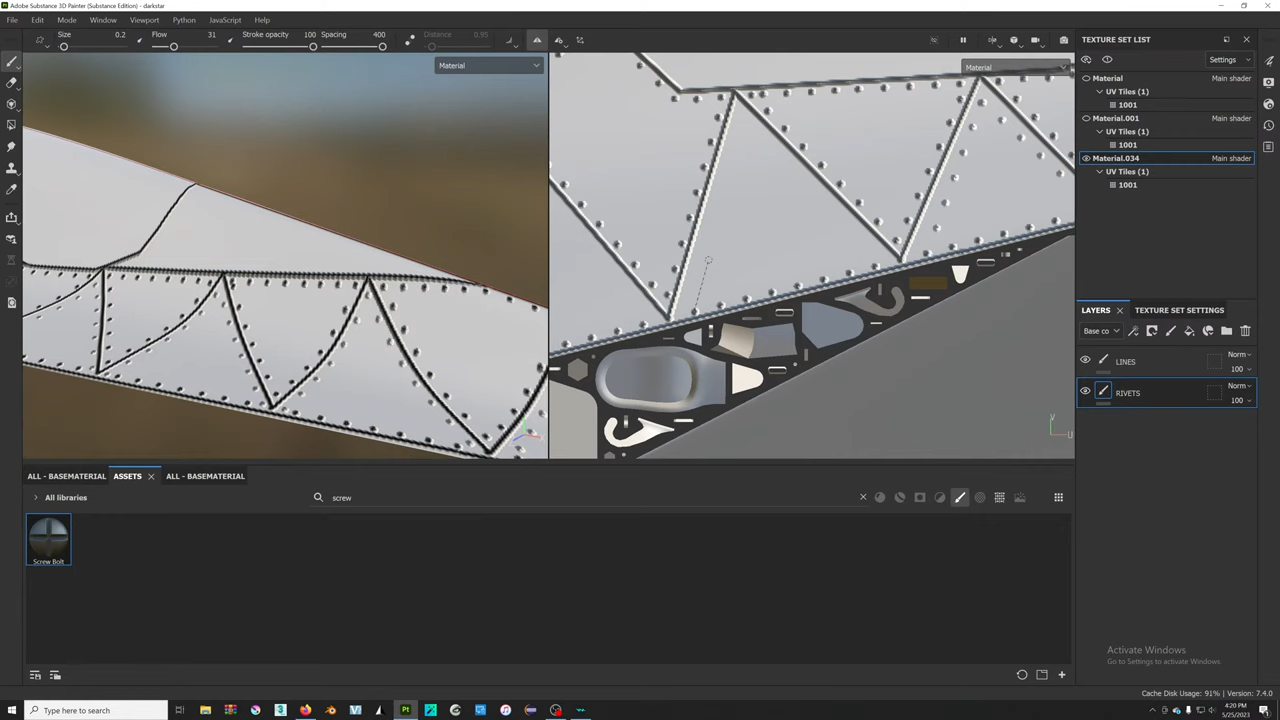 Adobe Substance 3D Painter (Substance Edition) - darkstar
File Edit Mode Window Viewport Python JavaScript Help
Size 0.2 Flow 31 Stroke opacity 100 Spacing 400 Distance 0.95
Material
Material
TEXTURE SET LIST
Settings
Material Main shader
UV Tiles (1)
1001
Material.001 Main shader
UV Tiles (1)
1001
Material.034 Main shader
UV Tiles (1)
1001
LAYERS TEXTURE SET SETTINGS
Base co
LINES Norm 100
RIVETS Norm 100
y
ALL - BASEMATERIAL ASSETS ALL - BASEMATERIAL
All libraries screw
Screw Bolt
Activate Windows
Go to Settings to activate Windows.
Cache Disk Usage: 91% | Version: 7.4.0
Type here to search
4:20 PM
5/25/2023